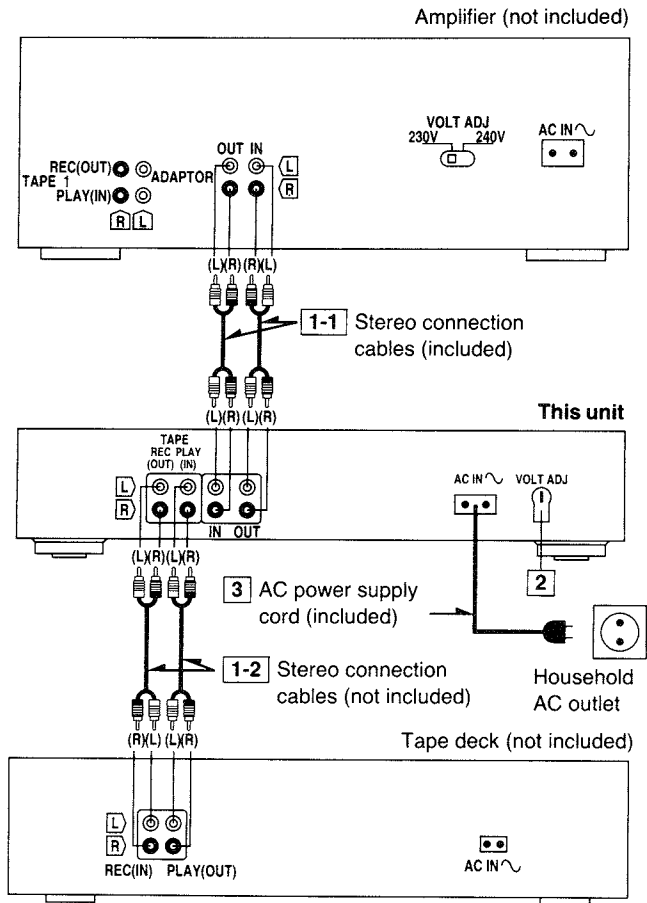 Amplifier (not included)
VOLT ADJ
230V 240V
AC IN
OUT IN
REC(OUT)
TAPE 1
ADAPTOR
PLAY(IN)
L
R
R L
(L)(R) (R)(L)
1-1 Stereo connection
cables (included)
(L)(R)(L)(R)
This unit
TAPE
REC PLAY
(OUT) (IN)
L
R
IN OUT
AC IN VOLT ADJ
(L)(R)(L)(R)
2
3 AC power supply
cord (included)
1-2 Stereo connection
cables (not included)
Household
AC outlet
(R)(L) (L)(R)
Tape deck (not included)
L
R
REC(IN) PLAY(OUT)
AC IN